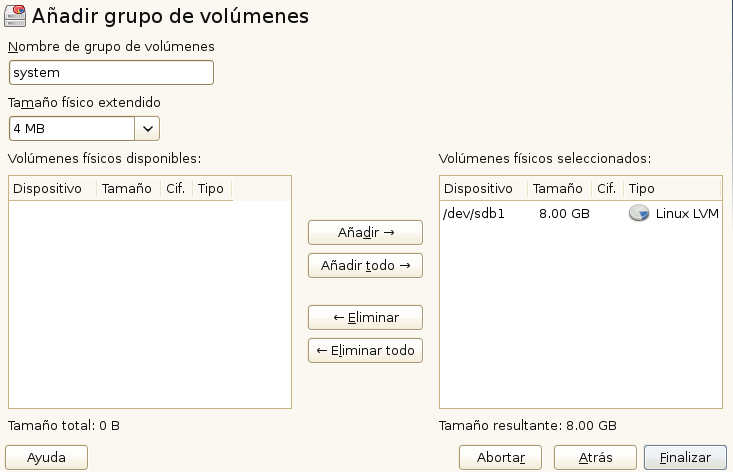 Añadir grupo de volúmenes
Nombre de grupo de volúmenes
system
Tamaño físico extendido
4 MB
Volúmenes físicos disponibles:
Dispositivo Tamaño Cif. Tipo
Añadir →
Añadir todo →
← Eliminar
← Eliminar todo
Volúmenes físicos seleccionados:
Dispositivo Tamaño Cif. Tipo
/dev/sdb1 8.00 GB Linux LVM
Tamaño total: 0 B
Tamaño resultante: 8.00 GB
Ayuda
Abortar
Atrás
Finalizar